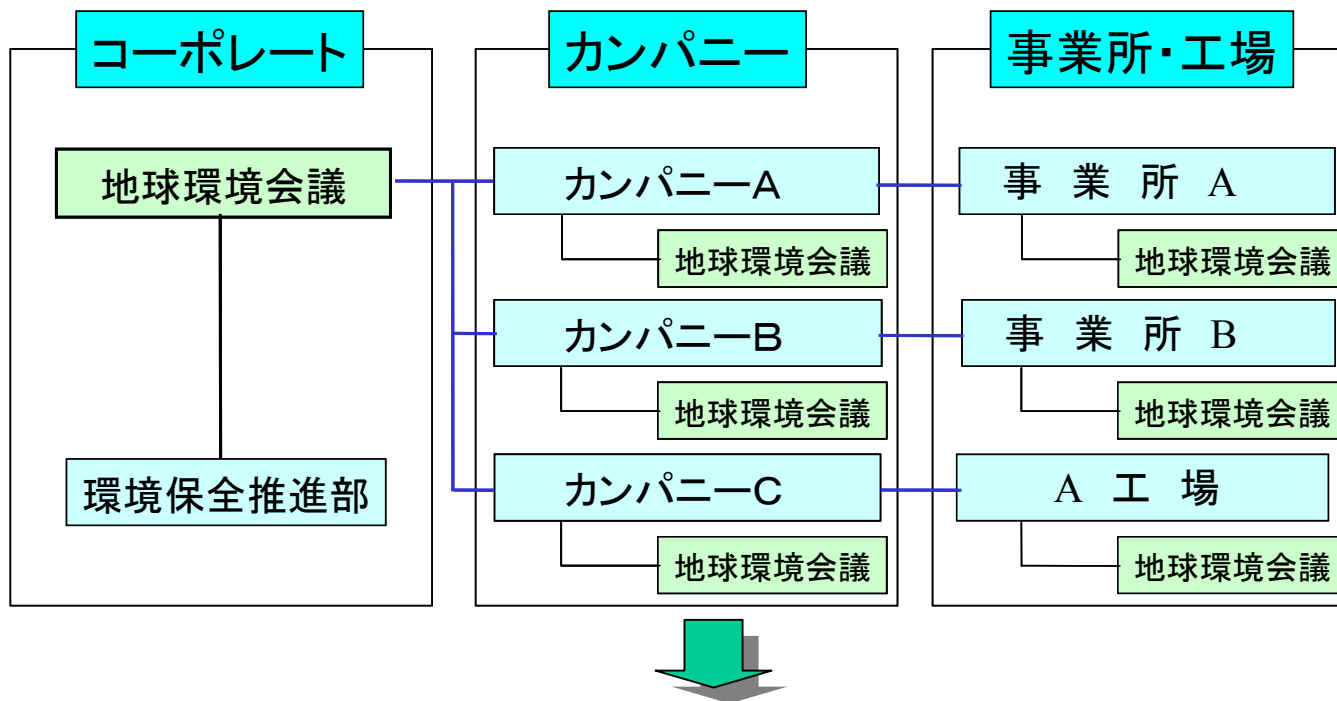 コーポレート
地球環境会議
環境保全推進部
カンパニー
カンパニーA
地球環境会議
カンパニーB
地球環境会議
カンパニーC
地球環境会議
事業所・工場
事 業 所 A
地球環境会議
事 業 所 B
地球環境会議
A 工 場
地球環境会議